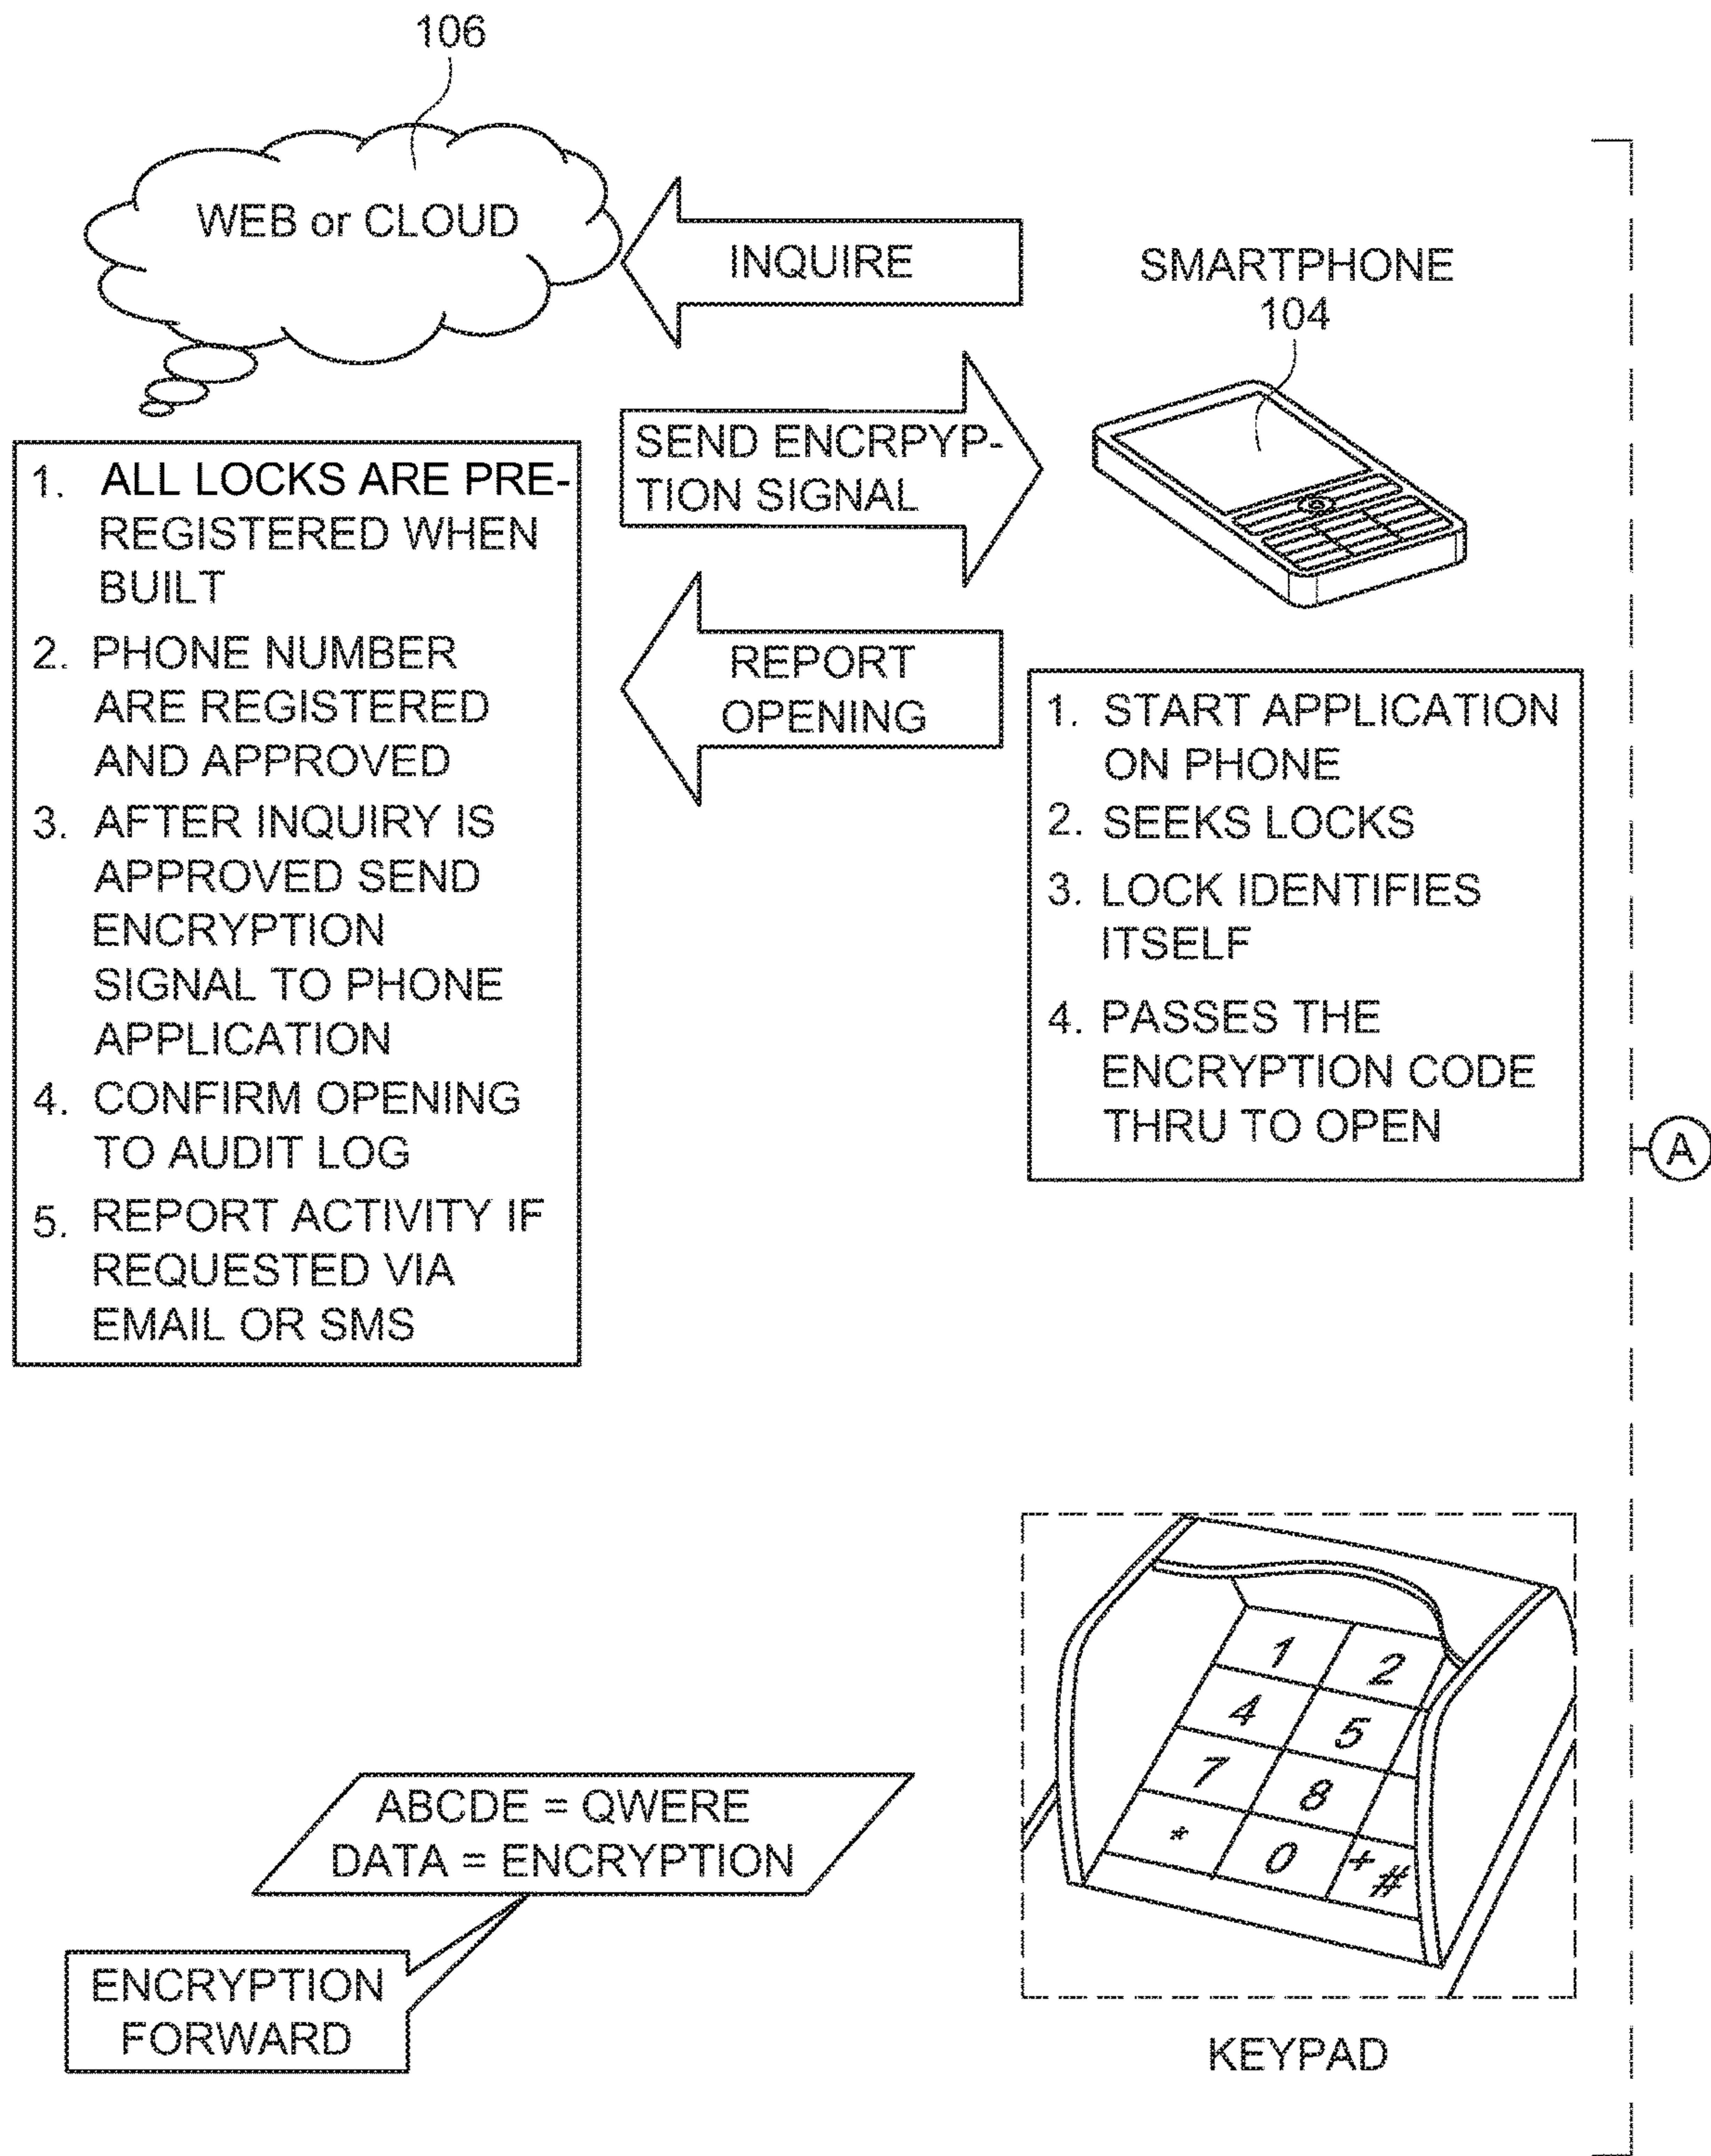 106
WEB or CLOUD
INQUIRE
SMARTPHONE
104
SEND ENCRPYP-
TION SIGNAL
REPORT
OPENING
1. ALL LOCKS ARE PRE-
REGISTERED WHEN
BUILT
2. PHONE NUMBER
ARE REGISTERED
AND APPROVED
3. AFTER INQUIRY IS
APPROVED SEND
ENCRYPTION
SIGNAL TO PHONE
APPLICATION
4. CONFIRM OPENING
TO AUDIT LOG
5. REPORT ACTIVITY IF
REQUESTED VIA
EMAIL OR SMS
1. START APPLICATION
ON PHONE
2. SEEKS LOCKS
3. LOCK IDENTIFIES
ITSELF
4. PASSES THE
ENCRYPTION CODE
THRU TO OPEN
A
1 2
4 5
7 8
* 0 + #
KEYPAD
ABCDE = QWERE
DATA = ENCRYPTION
ENCRYPTION
FORWARD